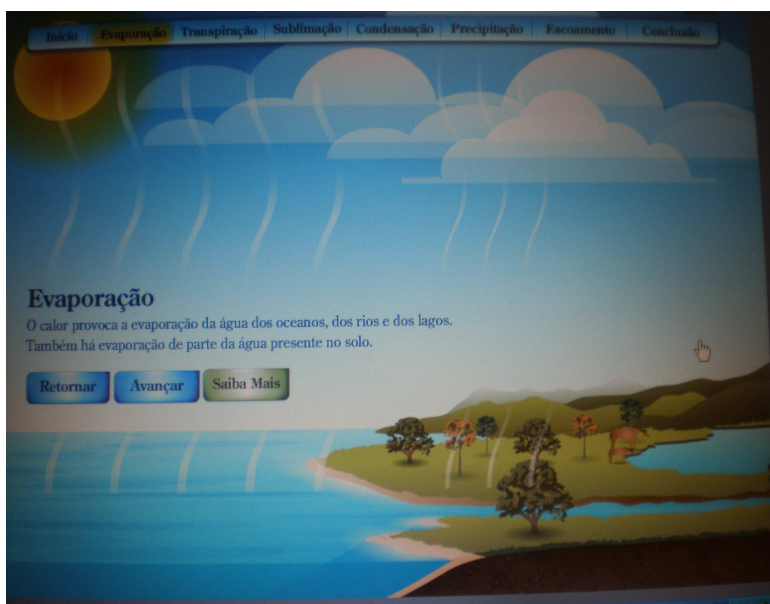 Início Evaporação Transpiração Sublimação Condensação Precipitação Escoamento Conclusão
Evaporação
O calor provoca a evaporação da água dos oceanos, dos rios e dos lagos.
Também há evaporação de parte da água presente no solo.
Retornar Avançar Saiba Mais